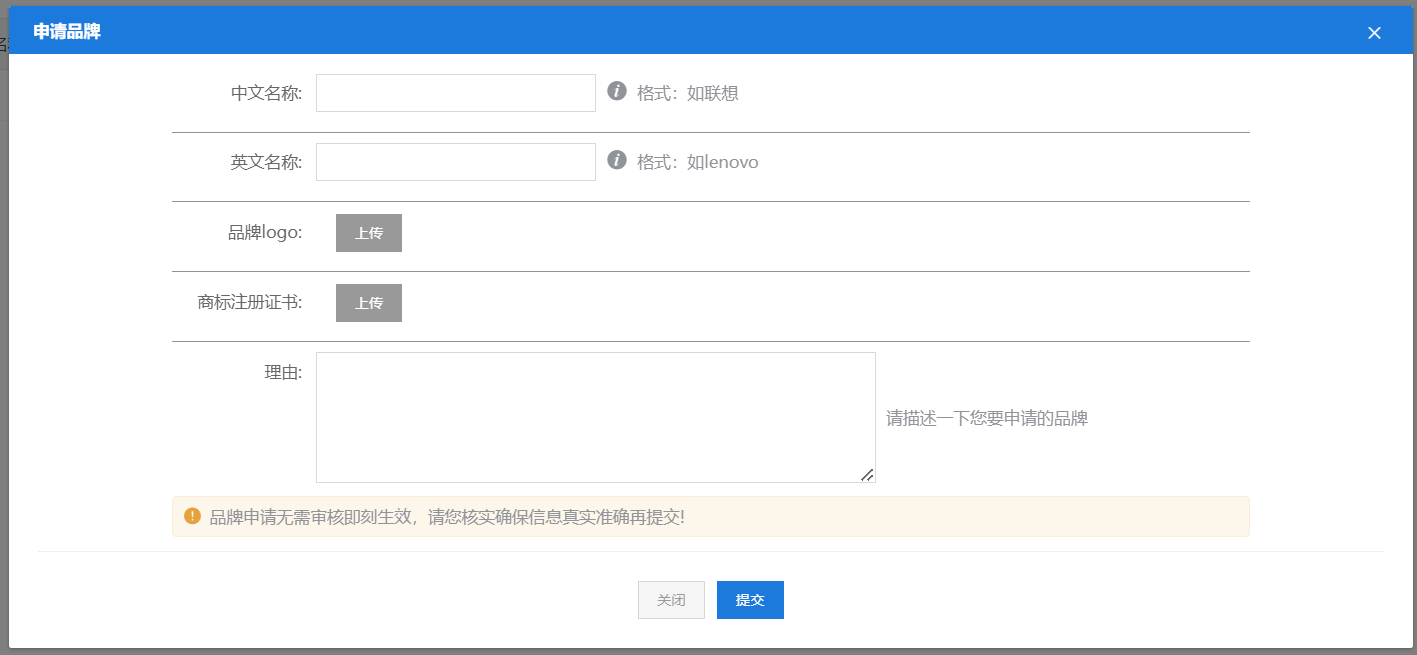 申请品牌
中文名称:
格式：如联想
英文名称:
格式：如lenovo
品牌logo:
上传
商标注册证书:
上传
理由:
请描述一下您要申请的品牌
品牌申请无需审核即刻生效，请您核实确保信息真实准确再提交!
关闭
提交